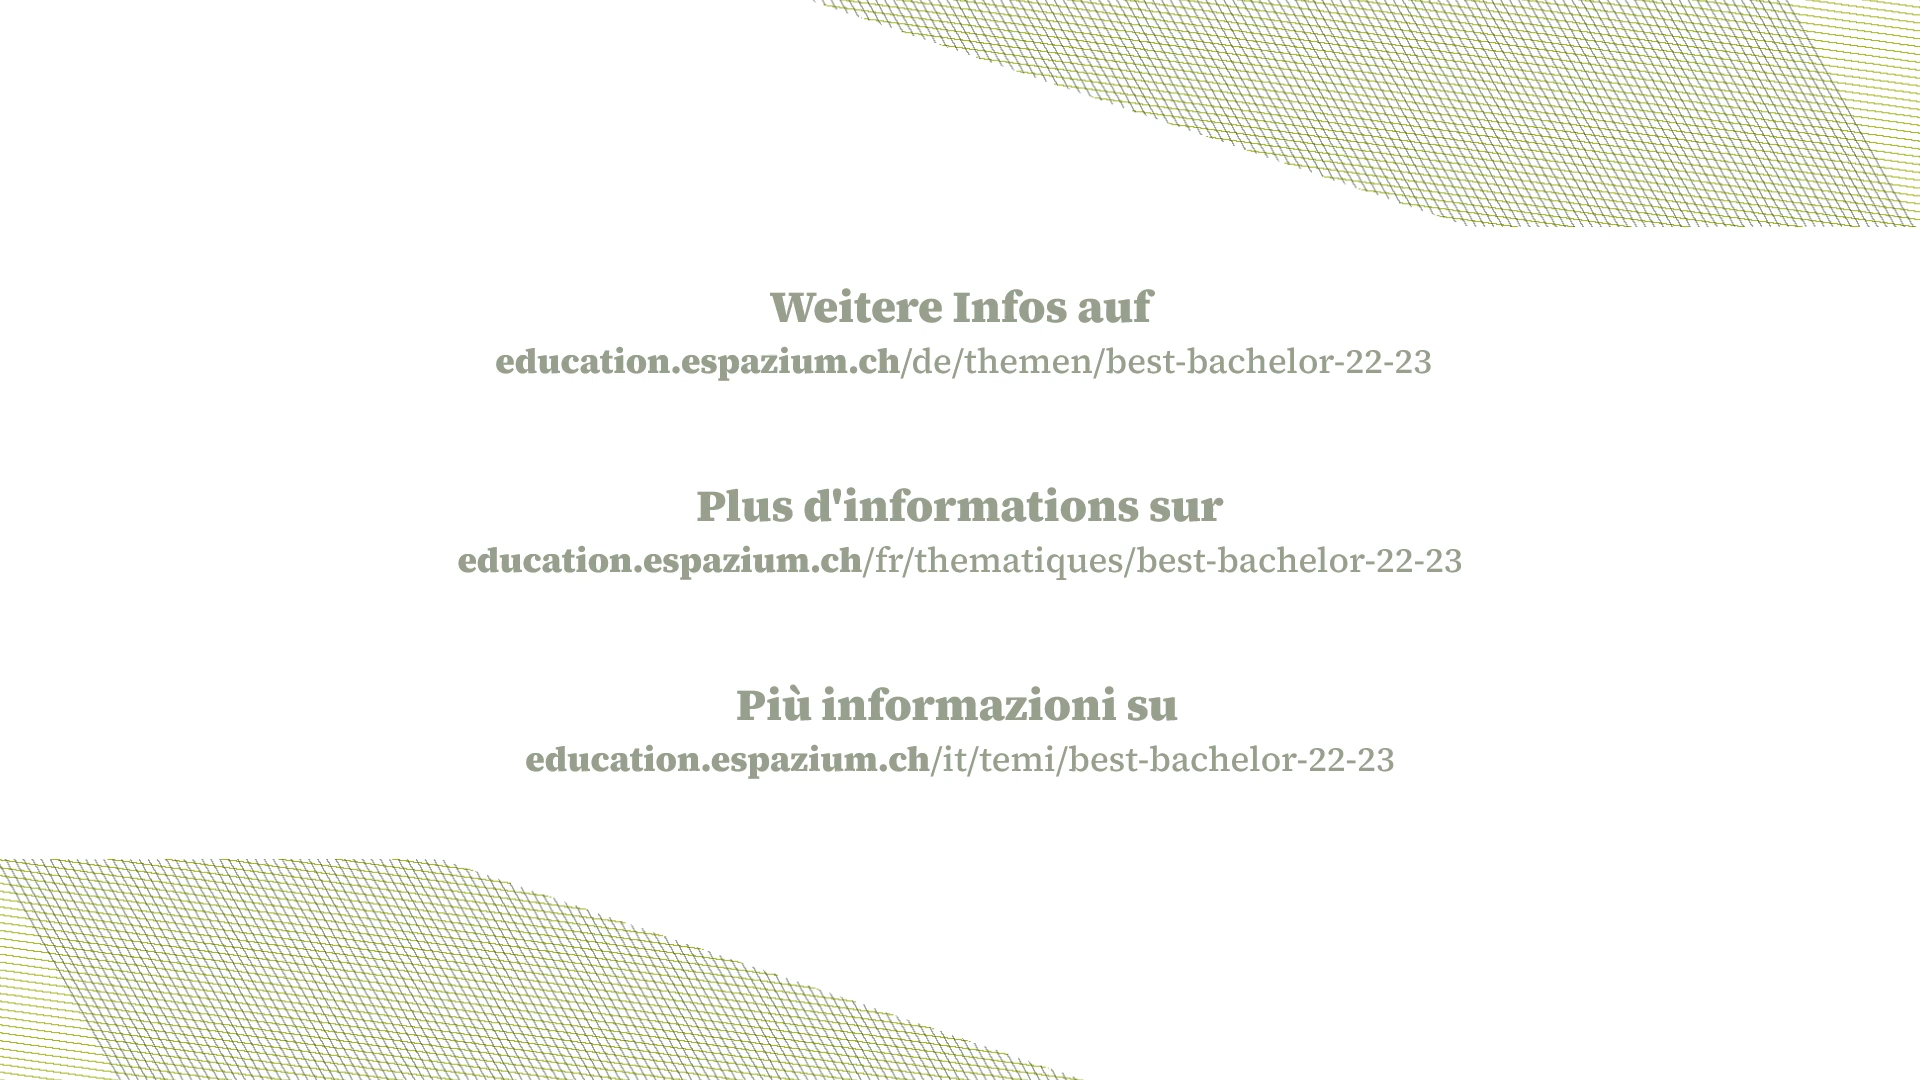 Weitere Infos auf
education.espazium.ch/de/themen/best-bachelor-22-23
Plus d'informations sur
education.espazium.ch/fr/thematiques/best-bachelor-22-23
Più informazioni su
education.espazium.ch/it/temi/best-bachelor-22-23